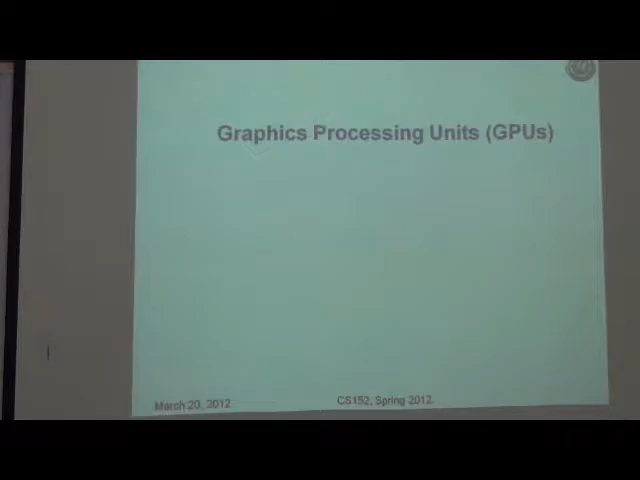 Graphics Processing Units (GPUs)
March 20, 2012
CS152, Spring 2012